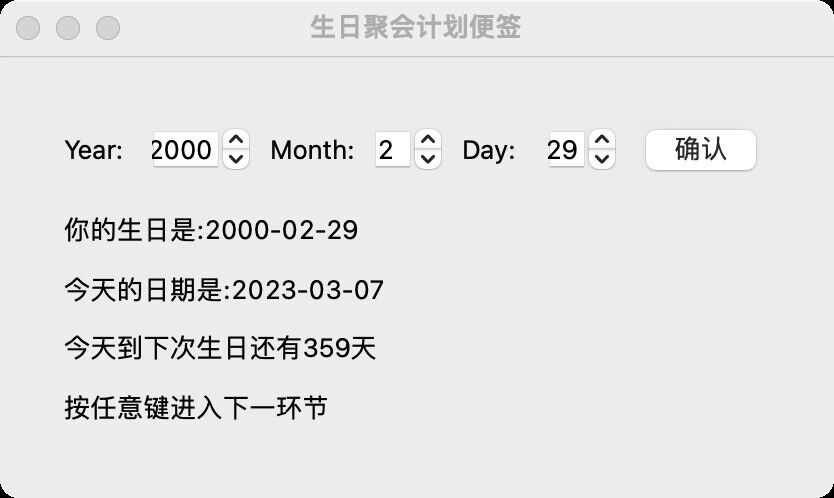 生日聚会计划便签
Year: 2000 Month: 2 Day: 29 确认
你的生日是:2000-02-29
今天的日期是:2023-03-07
今天到下次生日还有359天
按任意键进入下一环节